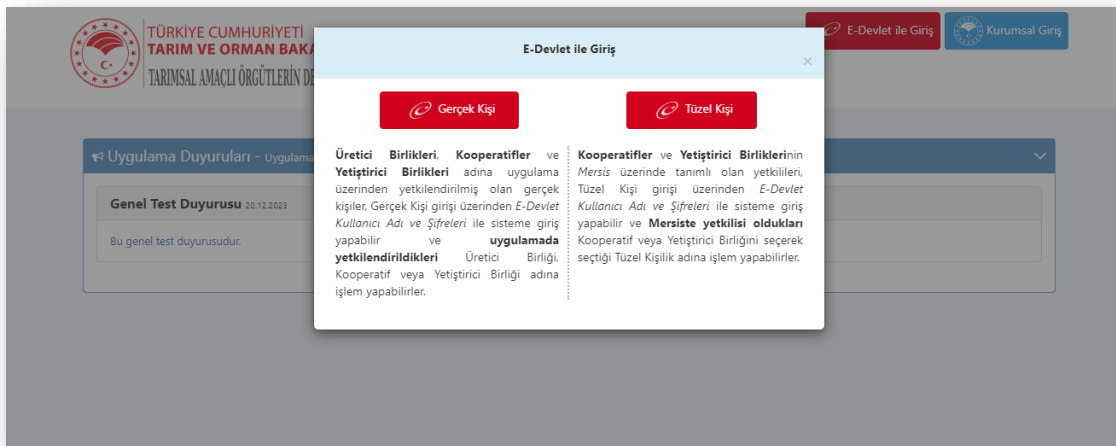 TÜRKİYE CUMHURİYETİ
TARIM VE ORMAN BAKA
TARIMSAL AMAÇLI ÖRGÜTLERİN DE
E-Devlet ile Giriş
Kurumsal Giriş
E-Devlet ile Giriş
×
Gerçek Kişi
Tüzel Kişi
Üretici Birlikleri, Kooperatifler ve
Yetiştirici Birlikleri adına uygulama
üzerinden yetkilendirilmiş olan gerçek
kişiler, Gerçek Kişi girişi üzerinden E-Devlet
Kullanıcı Adı ve Şifreleri ile sisteme giriş
yapabilir ve uygulamada
yetkilendirildikleri Üretici Birliği,
Kooperatif veya Yetiştirici Birliği adına
işlem yapabilirler.
Kooperatifler ve Yetiştirici Birliklerinin
Mersis üzerinde tanımlı olan yetkilileri,
Tüzel Kişi girişi üzerinden E-Devlet
Kullanıcı Adı ve Şifreleri ile sisteme giriş
yapabilir ve Mersiste yetkilisi oldukları
Kooperatif veya Yetiştirici Birliğini seçerek
seçtiği Tüzel Kişilik adına işlem yapabilirler.
Uygulama Duyuruları - Uygulama
Genel Test Duyurusu 20.12.2023
Bu genel test duyurusudur.